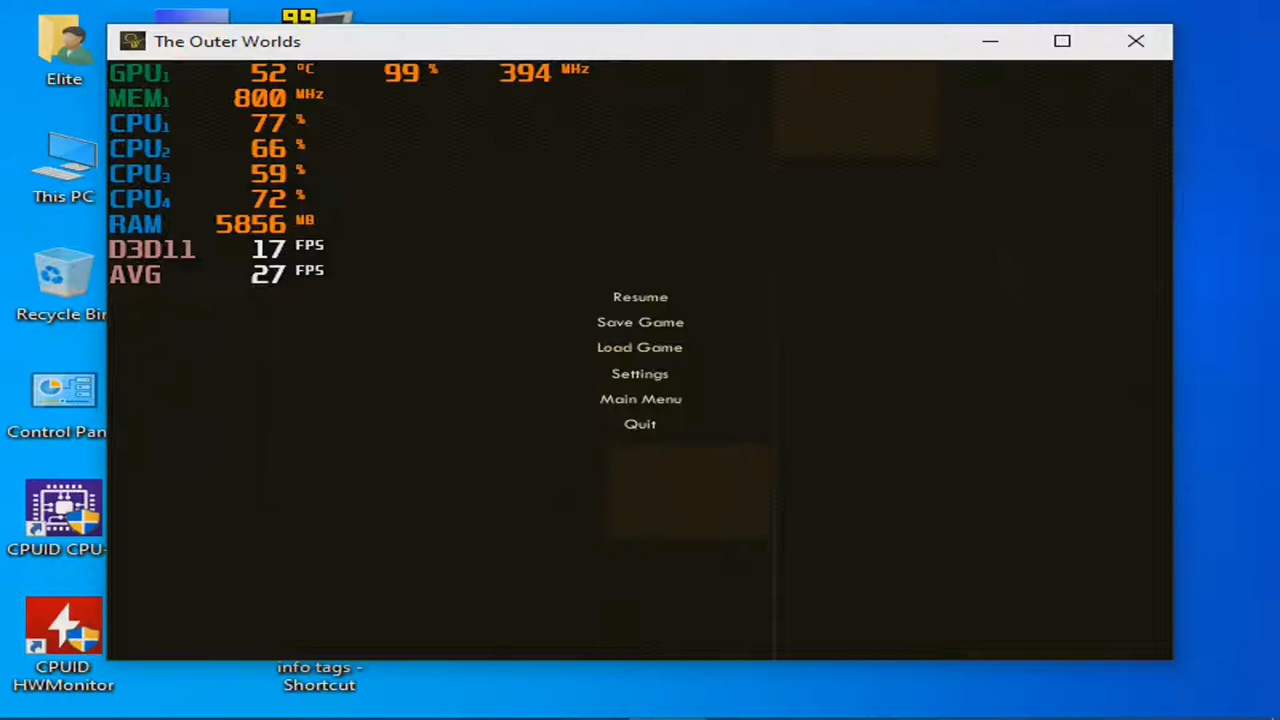 99
Elite
The Outer Worlds
GPU1 52 °C 99 % 394 MHz
MEM1 800 MHz
CPU1 77 %
CPU2 66 %
CPU3 59 %
CPU4 72 %
RAM 5856 MB
D3D11 17 FPS
AVG 27 FPS
This PC
Recycle Bin
Control Pan
CPUID CPU-
CPUID
HWMonitor
Resume
Save Game
Load Game
Settings
Main Menu
Quit
info tags -
Shortcut